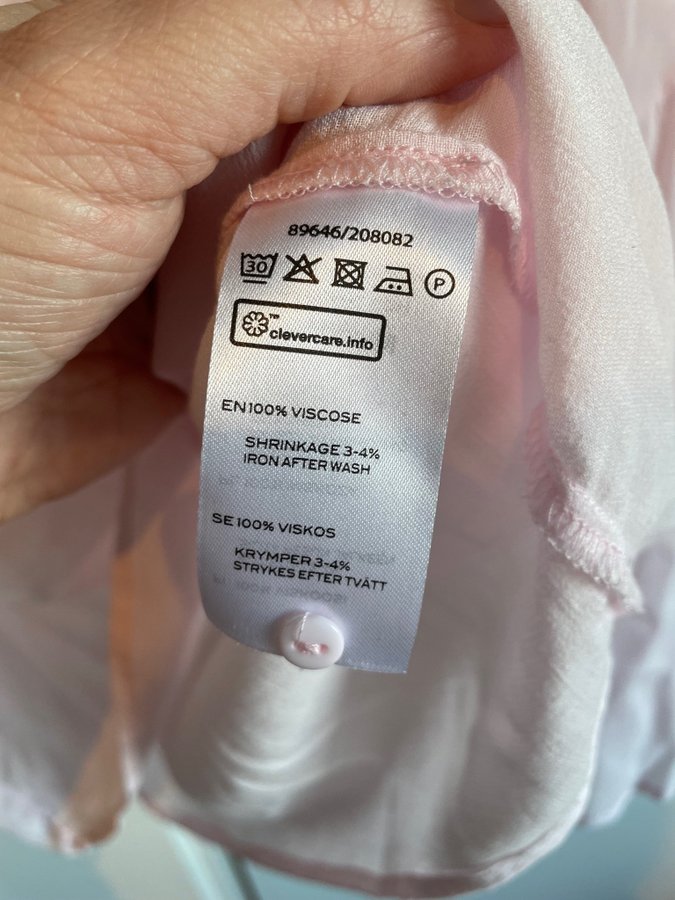 89646/208082
30
P
™
clevercare.info
EN 100% VISCOSE
SHRINKAGE 3-4%
IRON AFTER WASH
SE 100% VISKOS
KRYMPER 3-4%
STRYKES EFTER TVÄTT